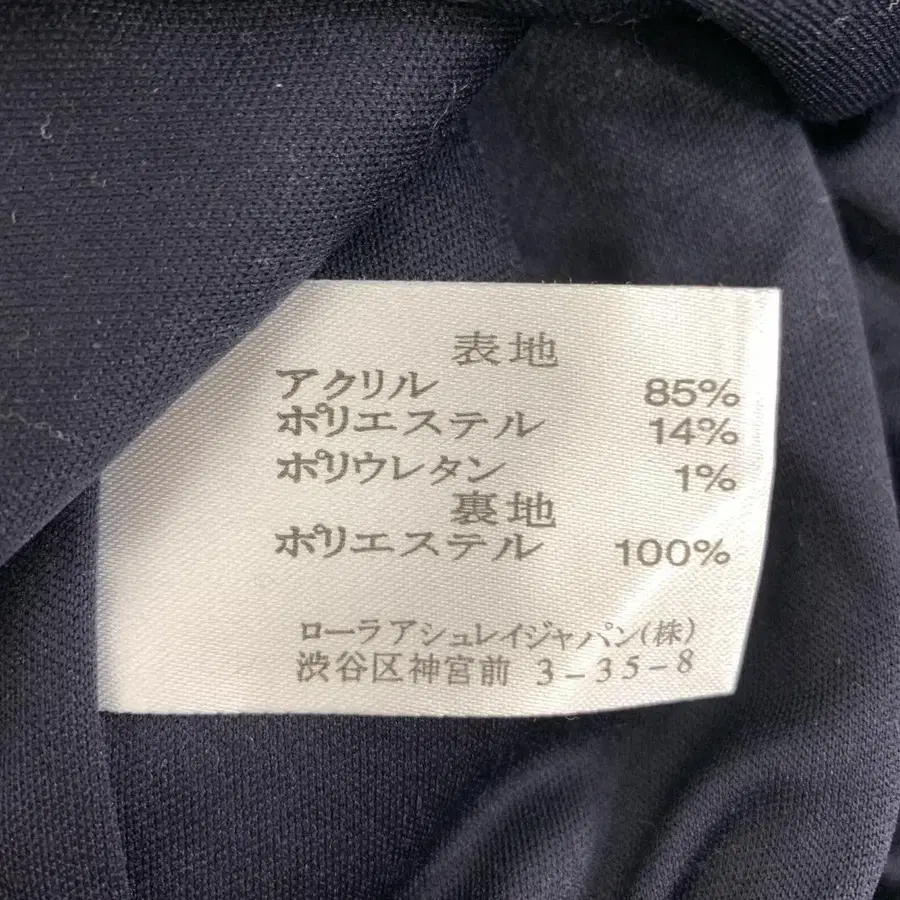 表地
アクリル 85%
ポリエステル 14%
ポリウレタン 1%
裏地
ポリエステル 100%
ローラアシュレイジャパン(株)
渋谷区神宮前 3-35-8